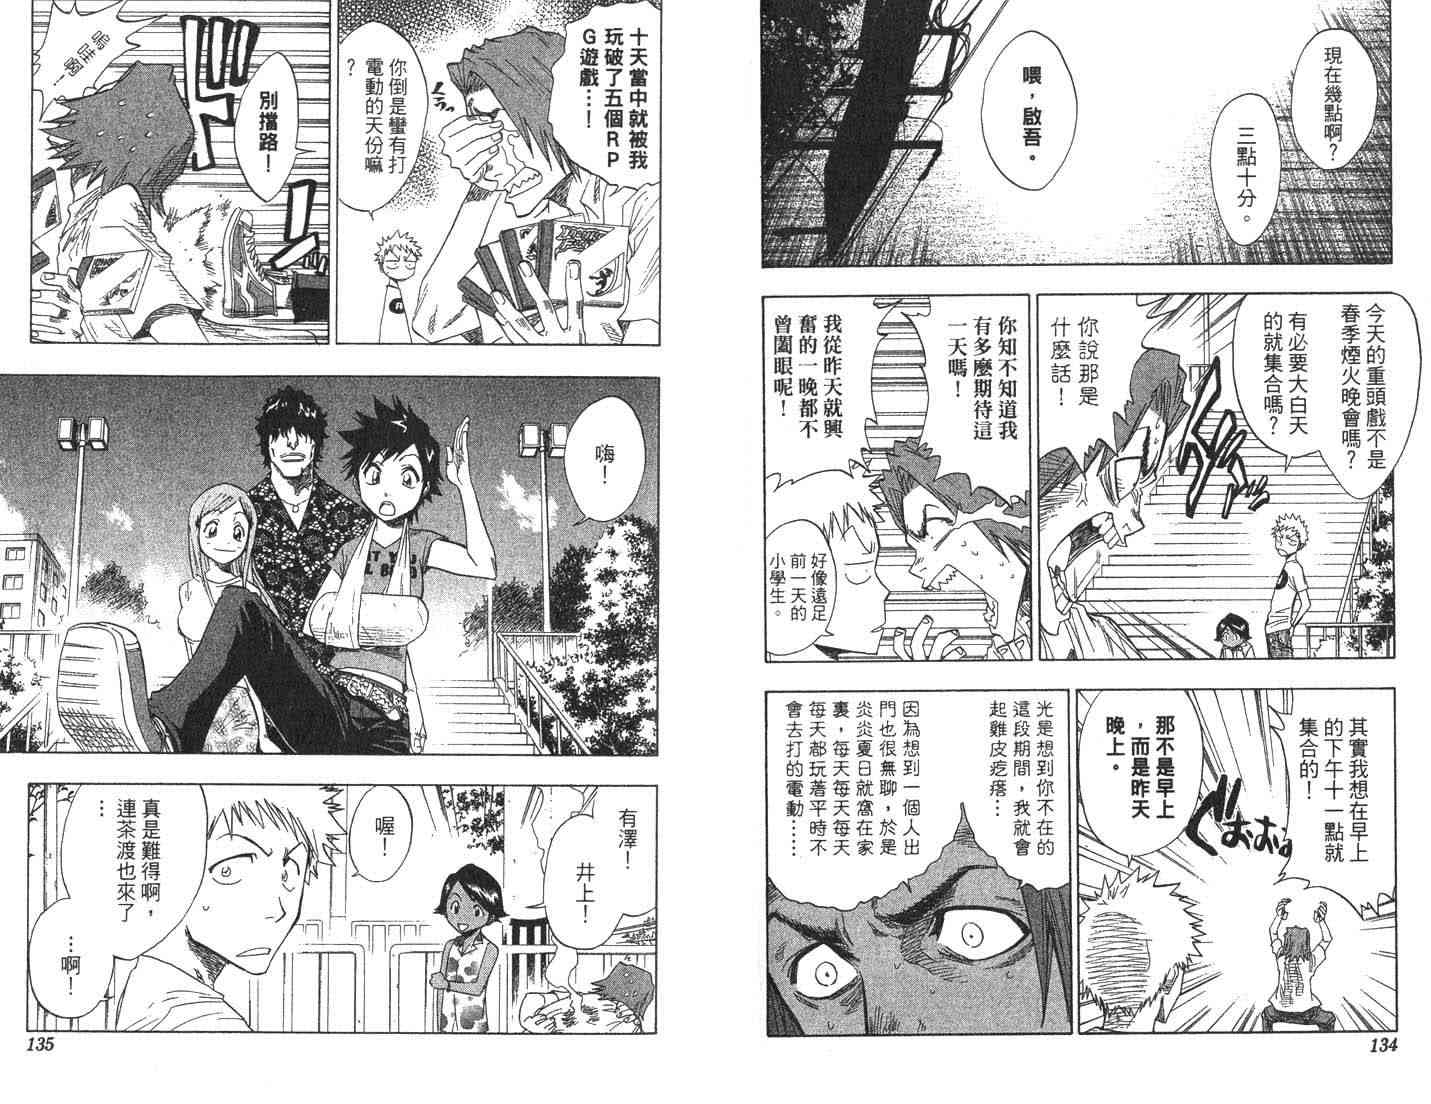 現在幾點啊？
三點十分。
喂，啟吾。
今天的重頭戲不是
春季煙火晚會嗎？
有必要大白天
的就集合嗎？
你說那是
什麼話！
你知不知道我
有多麼期待這
一天嗎！
我從昨天就興
奮的一晚都不
曾闔眼呢！
好像遠足
前一天的
小學生。
其實我想在早上
的下午十一點就
集合的！
那不是早上
，而是昨天
晚上。
光是想到你不在的
這段期間，我就會
起雞皮疙瘩…
因為想到一個人出
門也很無聊，於是
炎炎夏日就窩在家
裏，每天每天每天
每天都玩著平時不
會去打的電動……
134
十天當中就被我
玩破了五個RP
G遊戲…！
你倒是蠻有打
電動的天份嘛
？
別擋路！
嗚哇啊！
嗨！
有澤！
井上！
喔！
真是難得啊，
連茶渡也來了
…
…啊！
135